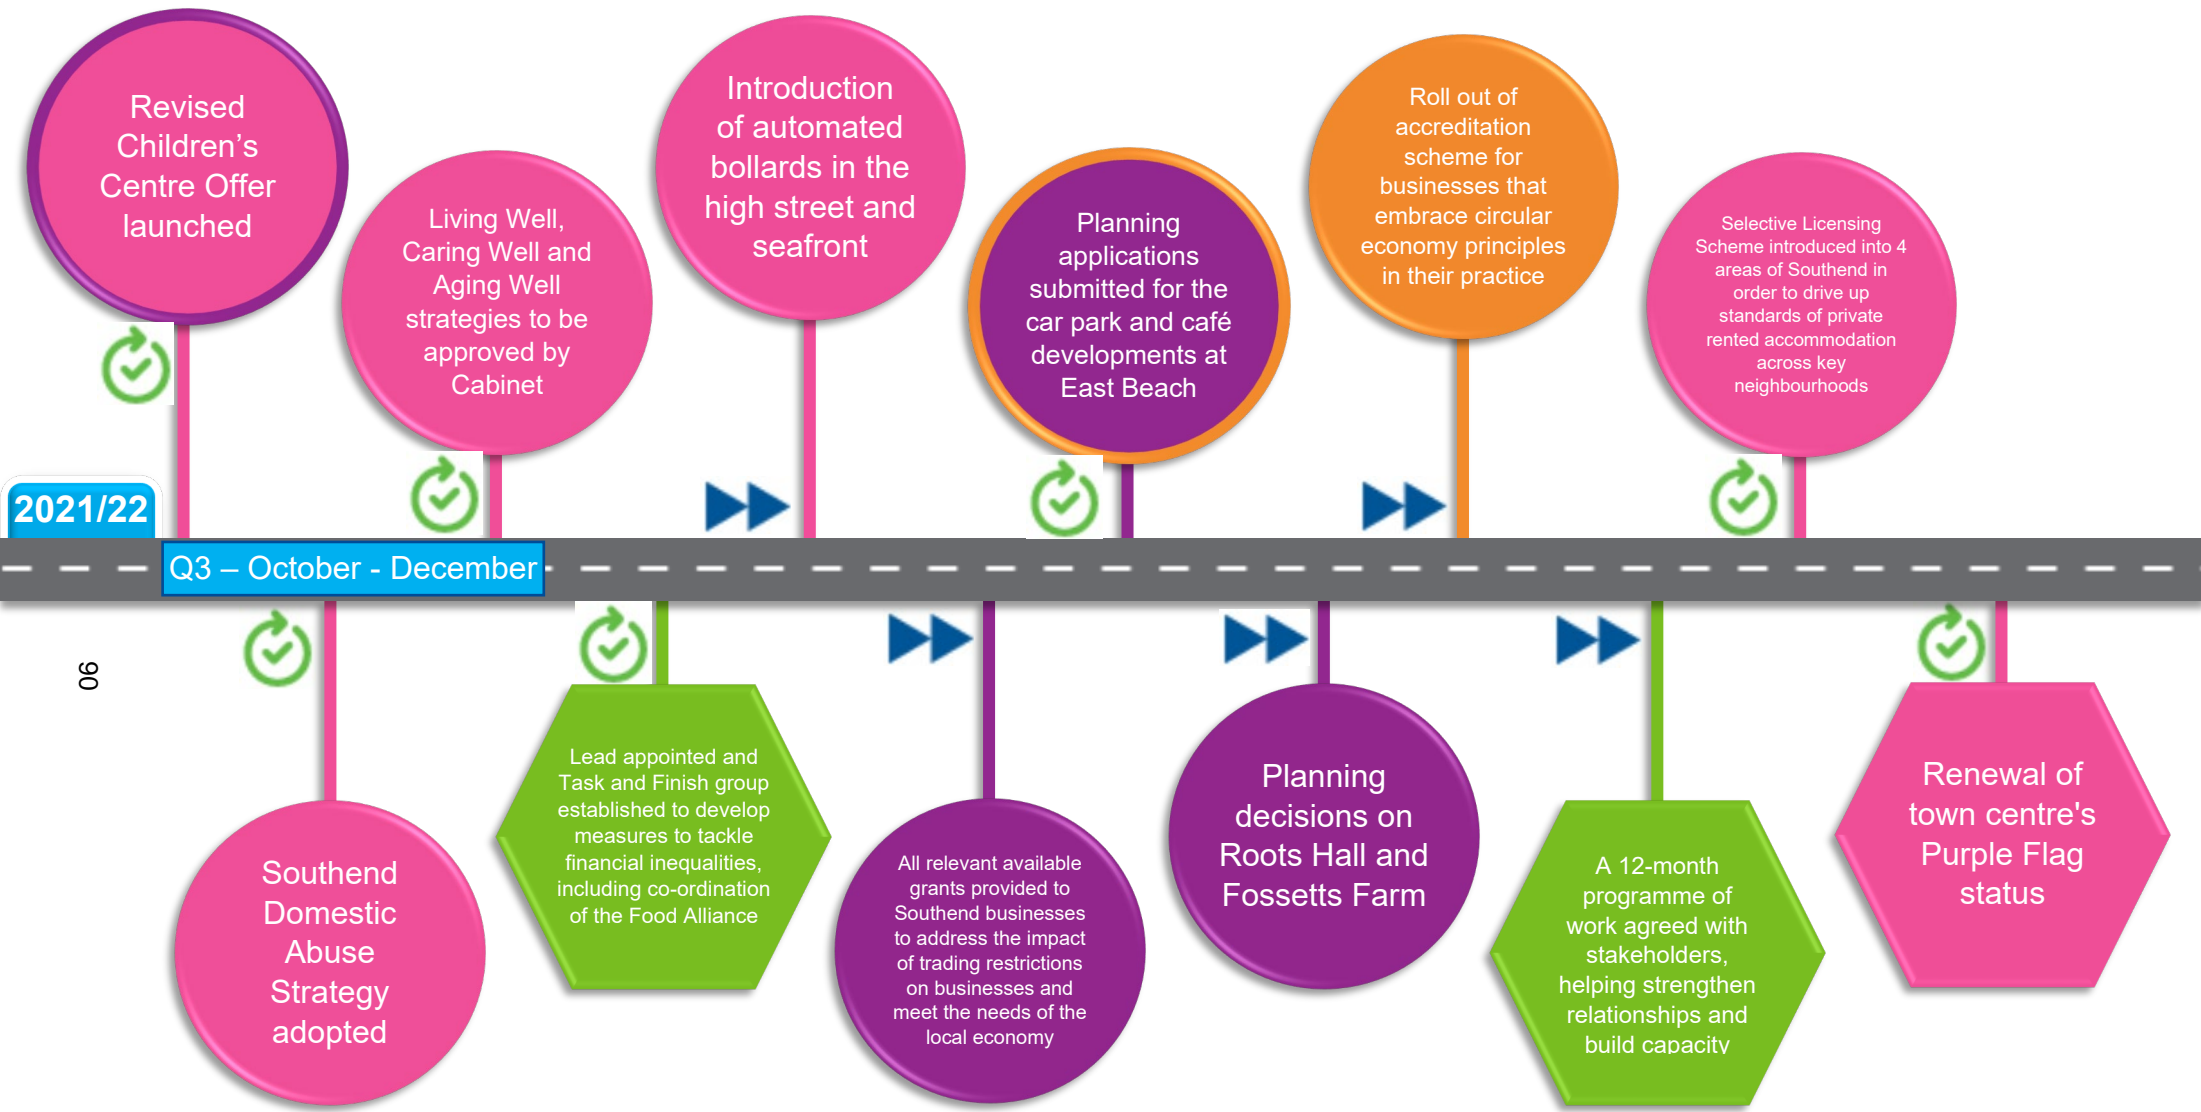 Revised
Children’s
Centre Offer
launched
Living Well,
Caring Well and
Aging Well
strategies to be
approved by
Cabinet
Introduction
of automated
bollards in the
high street and
seafront
Planning
applications
submitted for the
car park and café
developments at
East Beach
Roll out of
accreditation
scheme for
businesses that
embrace circular
economy principles
in their practice
Selective Licensing
Scheme introduced into 4
areas of Southend in
order to drive up
standards of private
rented accommodation
across key
neighbourhoods
2021/22
Q3 – October - December
90
Southend
Domestic
Abuse
Strategy
adopted
Lead appointed and
Task and Finish group
established to develop
measures to tackle
financial inequalities,
including co-ordination
of the Food Alliance
All relevant available
grants provided to
Southend businesses
to address the impact
of trading restrictions
on businesses and
meet the needs of the
local economy
Planning
decisions on
Roots Hall and
Fossetts Farm
A 12-month
programme of
work agreed with
stakeholders,
helping strengthen
relationships and
build capacity
Renewal of
town centre's
Purple Flag
status